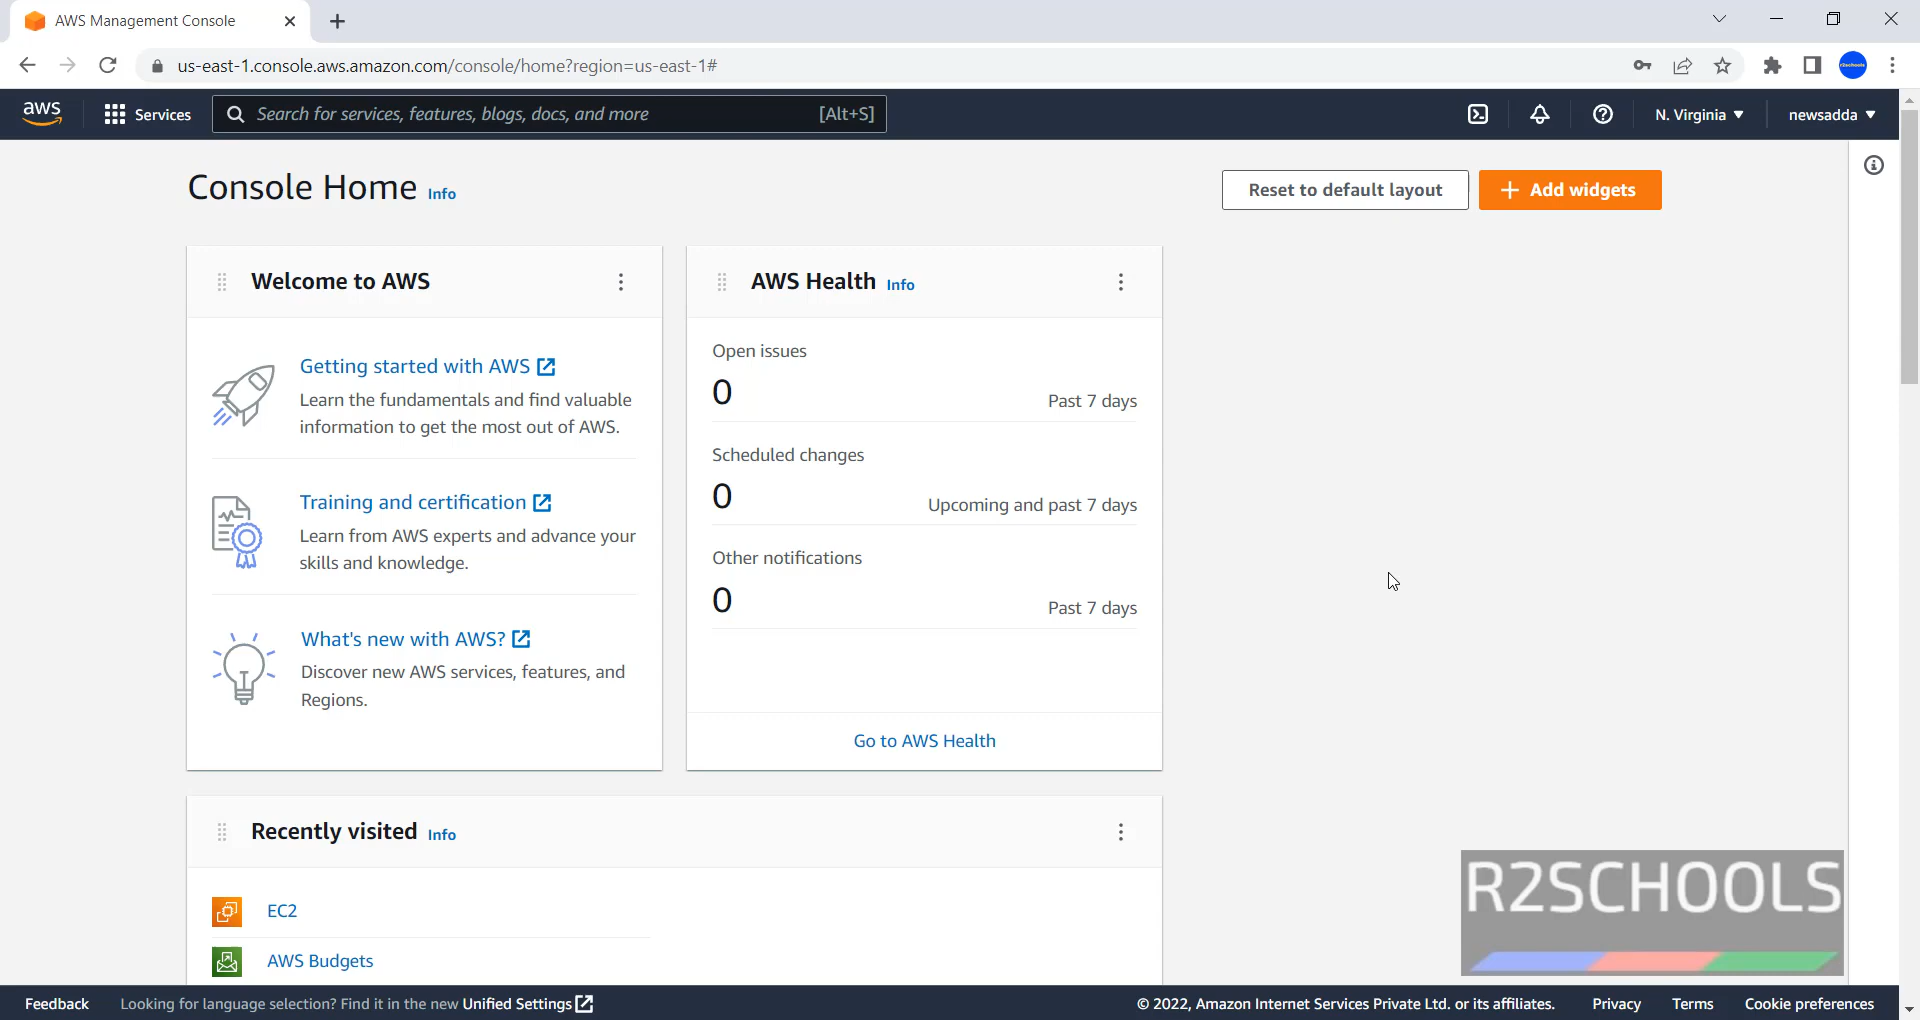 AWS Management Console
us-east-1.console.aws.amazon.com/console/home?region=us-east-1#
r2schools
aws
Services
Search for services, features, blogs, docs, and more [Alt+S]
N. Virginia
newsadda
Console Home Info
Reset to default layout
Add widgets
Welcome to AWS
Getting started with AWS
Learn the fundamentals and find valuable
information to get the most out of AWS.
Training and certification
Learn from AWS experts and advance your
skills and knowledge.
What's new with AWS?
Discover new AWS services, features, and
Regions.
AWS Health Info
Open issues
0 Past 7 days
Scheduled changes
0 Upcoming and past 7 days
Other notifications
0 Past 7 days
Go to AWS Health
Recently visited Info
EC2
AWS Budgets
R2SCHOOLS
Feedback Looking for language selection? Find it in the new Unified Settings © 2022, Amazon Internet Services Private Ltd. or its affiliates. Privacy Terms Cookie preferences